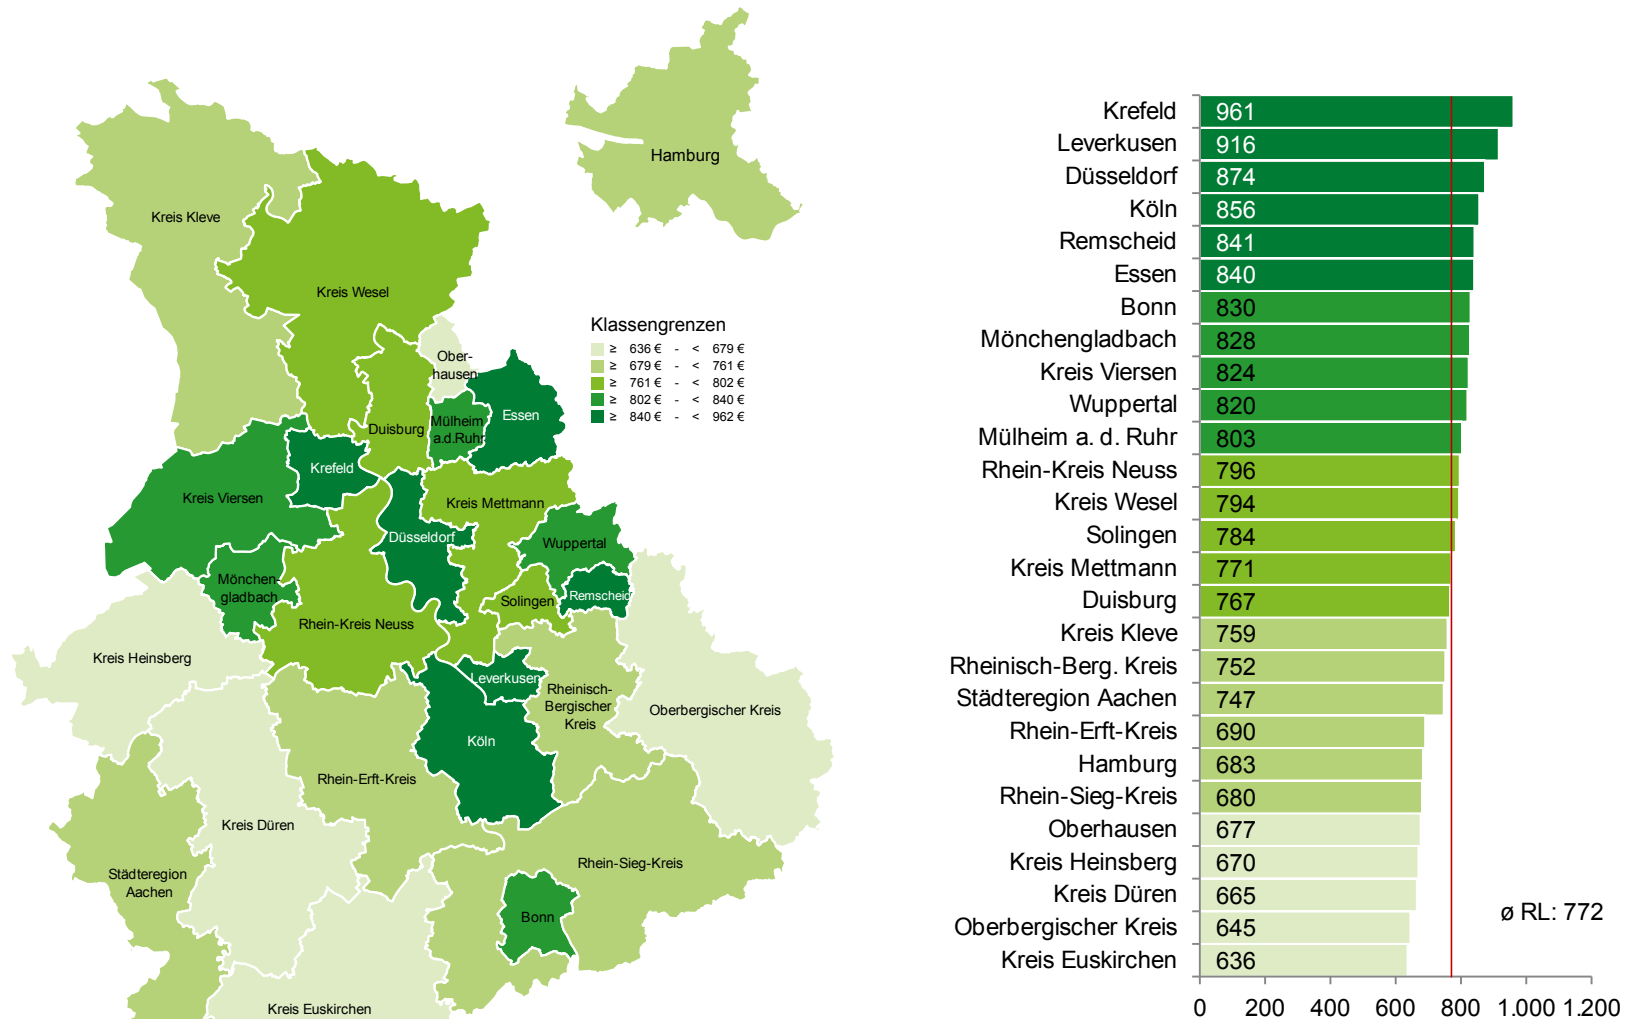 Hamburg
Kreis Kleve
Kreis Wesel
Klassengrenzen
≥ 636 € - < 679 €
≥ 679 € - < 761 €
≥ 761 € - < 802 €
≥ 802 € - < 840 €
≥ 840 € - < 962 €
Ober-
hausen
Essen
Mülheim
a.d.Ruhr
Duisburg
Krefeld
Kreis Viersen
Kreis Mettmann
Düsseldorf
Wuppertal
Mönchen-
gladbach
Solingen
Remscheid
Rhein-Kreis Neuss
Kreis Heinsberg
Leverkusen
Rheinisch-
Bergischer
Kreis
Oberbergischer Kreis
Köln
Rhein-Erft-Kreis
Kreis Düren
Rhein-Sieg-Kreis
Städteregion
Aachen
Bonn
Kreis Euskirchen
Krefeld 961
Leverkusen 916
Düsseldorf 874
Köln 856
Remscheid 841
Essen 840
Bonn 830
Mönchengladbach 828
Kreis Viersen 824
Wuppertal 820
Mülheim a. d. Ruhr 803
Rhein-Kreis Neuss 796
Kreis Wesel 794
Solingen 784
Kreis Mettmann 771
Duisburg 767
Kreis Kleve 759
Rheinisch-Berg. Kreis 752
Städteregion Aachen 747
Rhein-Erft-Kreis 690
Hamburg 683
Rhein-Sieg-Kreis 680
Oberhausen 677
Kreis Heinsberg 670
Kreis Düren 665
Oberbergischer Kreis 645
Kreis Euskirchen 636
ø RL: 772
0 200 400 600 800 1.000 1.200